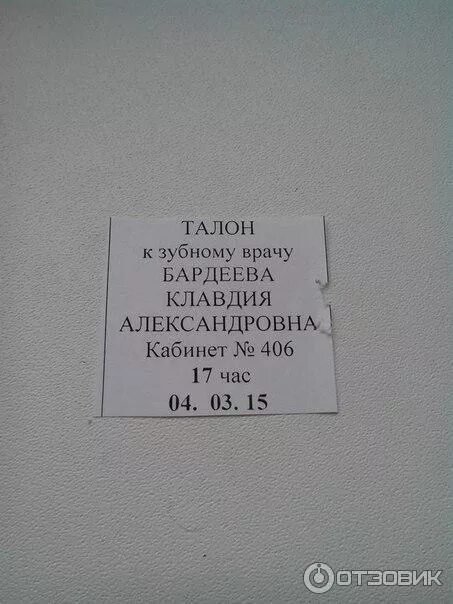 ТАЛОН
к зубному врачу
БАРДЕЕВА
КЛАВДИЯ
АЛЕКСАНДРОВНА
Кабинет № 406
17 час
04. 03. 15
ОТЗОВИК